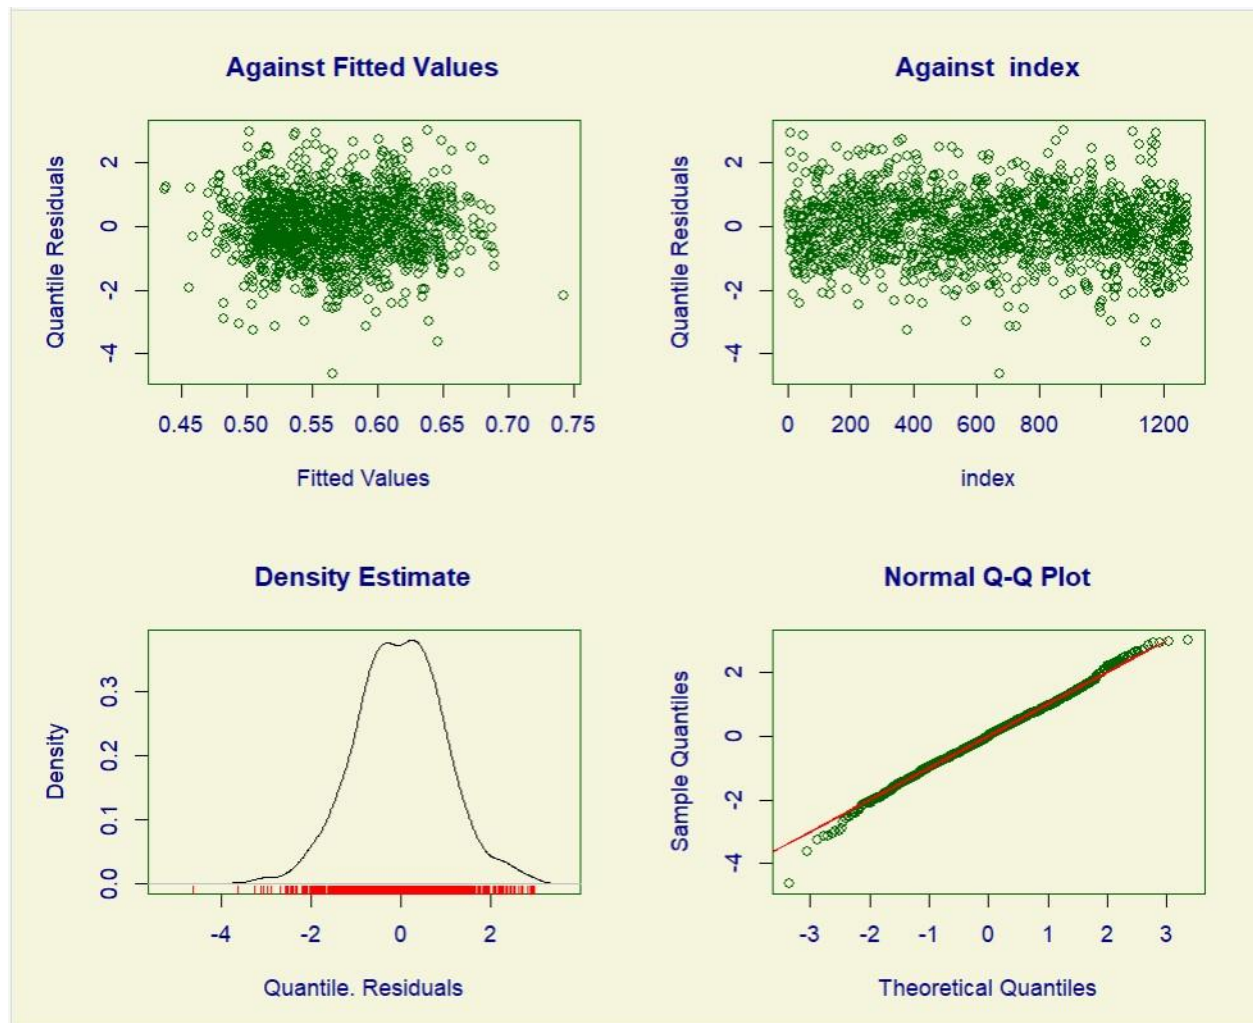 Against Fitted Values
Quantile Residuals
2
0
-2
-4
0.45 0.50 0.55 0.60 0.65 0.70 0.75
Fitted Values
Against index
Quantile Residuals
2
0
-2
-4
0 200 400 600 800 1200
index
Density Estimate
Density
0.3
0.2
0.1
0.0
-4 -2 0 2
Quantile. Residuals
Normal Q-Q Plot
Sample Quantiles
2
0
-2
-4
-3 -2 -1 0 1 2 3
Theoretical Quantiles